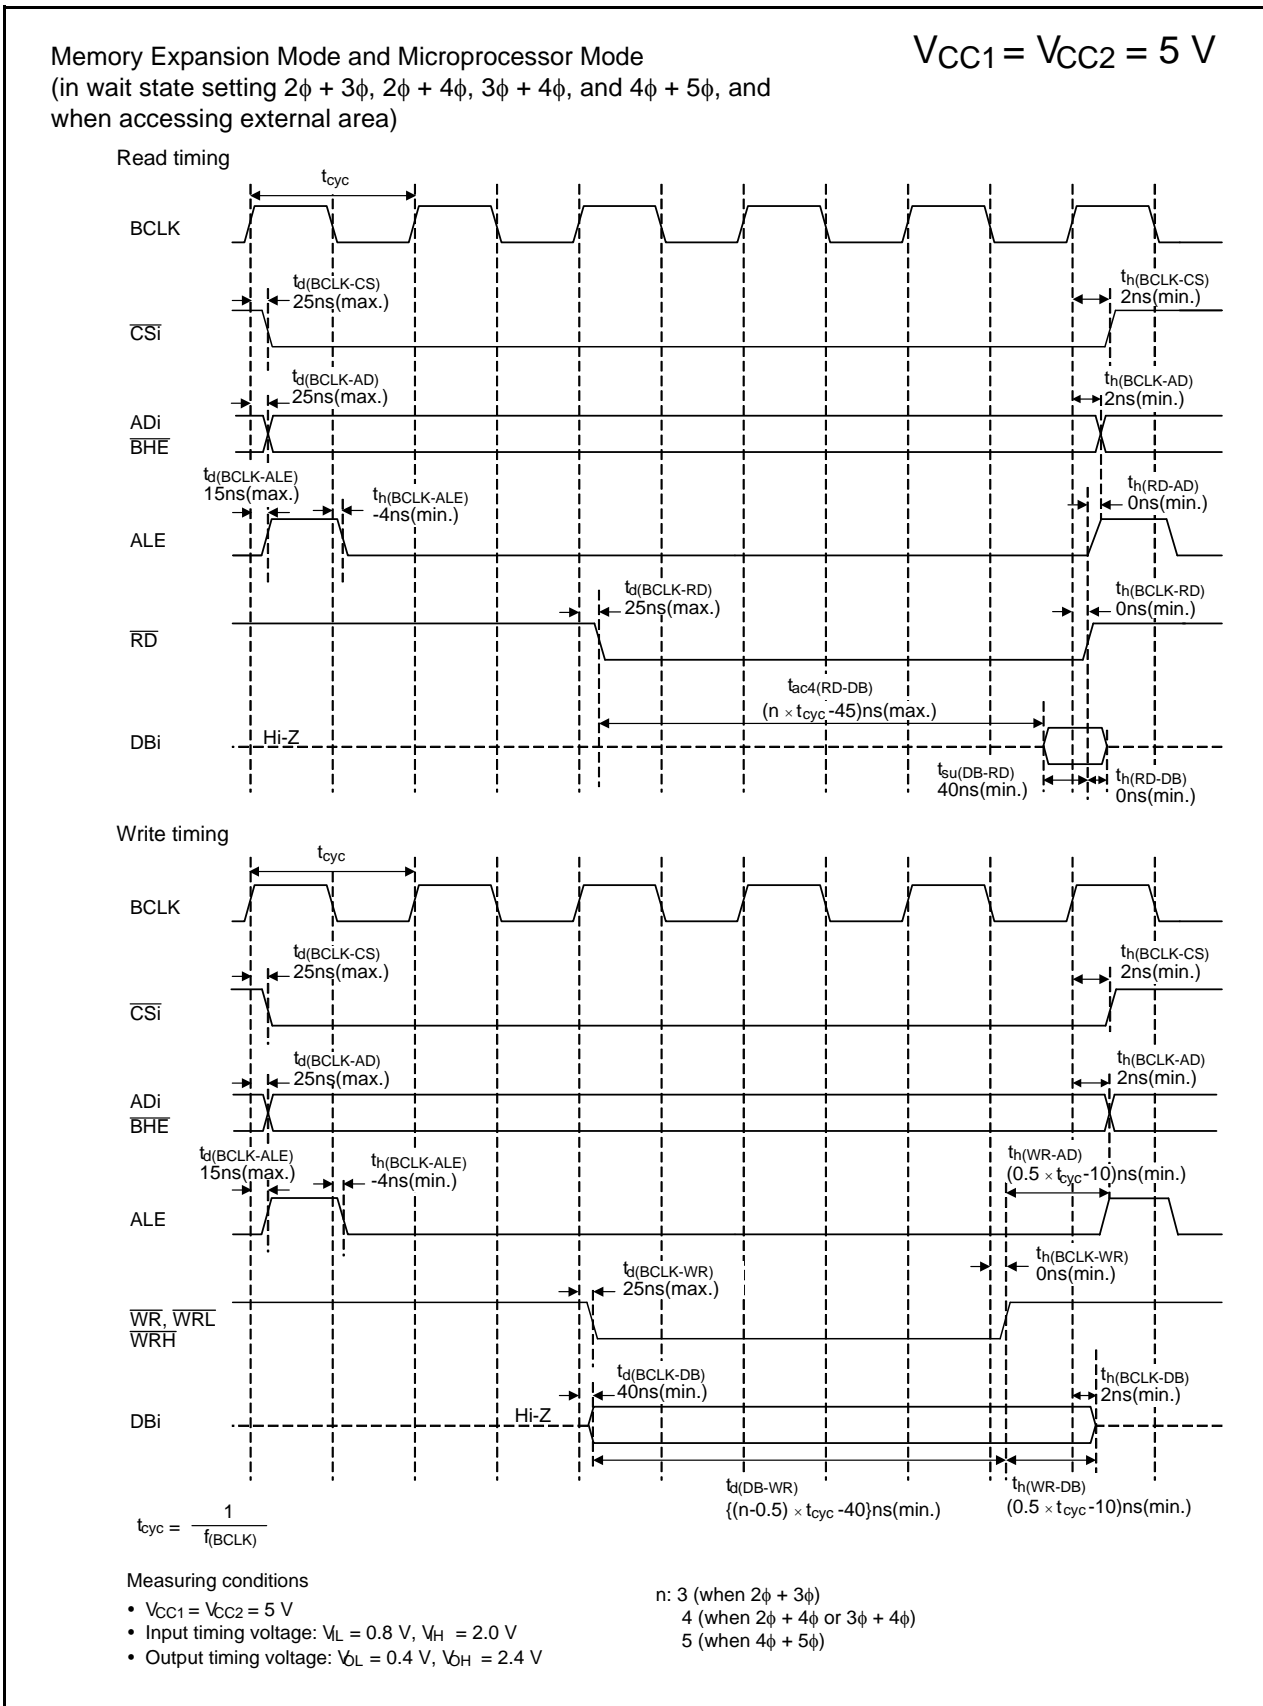 Memory Expansion Mode and Microprocessor Mode
(in wait state setting 2ϕ + 3ϕ, 2ϕ + 4ϕ, 3ϕ + 4ϕ, and 4ϕ + 5ϕ, and
when accessing external area)
VCC1 = VCC2 = 5 V
Read timing
tcyc
BCLK
td(BCLK-CS)
25ns(max.)
th(BCLK-CS)
2ns(min.)
CSi
td(BCLK-AD)
25ns(max.)
th(BCLK-AD)
2ns(min.)
ADi
BHE
td(BCLK-ALE)
15ns(max.)
th(BCLK-ALE)
-4ns(min.)
th(RD-AD)
0ns(min.)
ALE
td(BCLK-RD)
25ns(max.)
th(BCLK-RD)
0ns(min.)
RD
tac4(RD-DB)
(n × tcyc -45)ns(max.)
DBi
Hi-Z
tsu(DB-RD)
40ns(min.)
th(RD-DB)
0ns(min.)
Write timing
tcyc
BCLK
td(BCLK-CS)
25ns(max.)
th(BCLK-CS)
2ns(min.)
CSi
td(BCLK-AD)
25ns(max.)
th(BCLK-AD)
2ns(min.)
ADi
BHE
td(BCLK-ALE)
15ns(max.)
th(BCLK-ALE)
-4ns(min.)
th(WR-AD)
(0.5 × tcyc -10)ns(min.)
ALE
td(BCLK-WR)
25ns(max.)
th(BCLK-WR)
0ns(min.)
WR, WRL
WRH
td(BCLK-DB)
40ns(min.)
th(BCLK-DB)
2ns(min.)
DBi
Hi-Z
td(DB-WR)
{(n-0.5) × tcyc -40}ns(min.)
th(WR-DB)
(0.5 × tcyc -10)ns(min.)
tcyc = 1
f(BCLK)
Measuring conditions
• VCC1 = VCC2 = 5 V
• Input timing voltage: VIL = 0.8 V, VIH = 2.0 V
• Output timing voltage: VOL = 0.4 V, VOH = 2.4 V
n: 3 (when 2ϕ + 3ϕ)
4 (when 2ϕ + 4ϕ or 3ϕ + 4ϕ)
5 (when 4ϕ + 5ϕ)